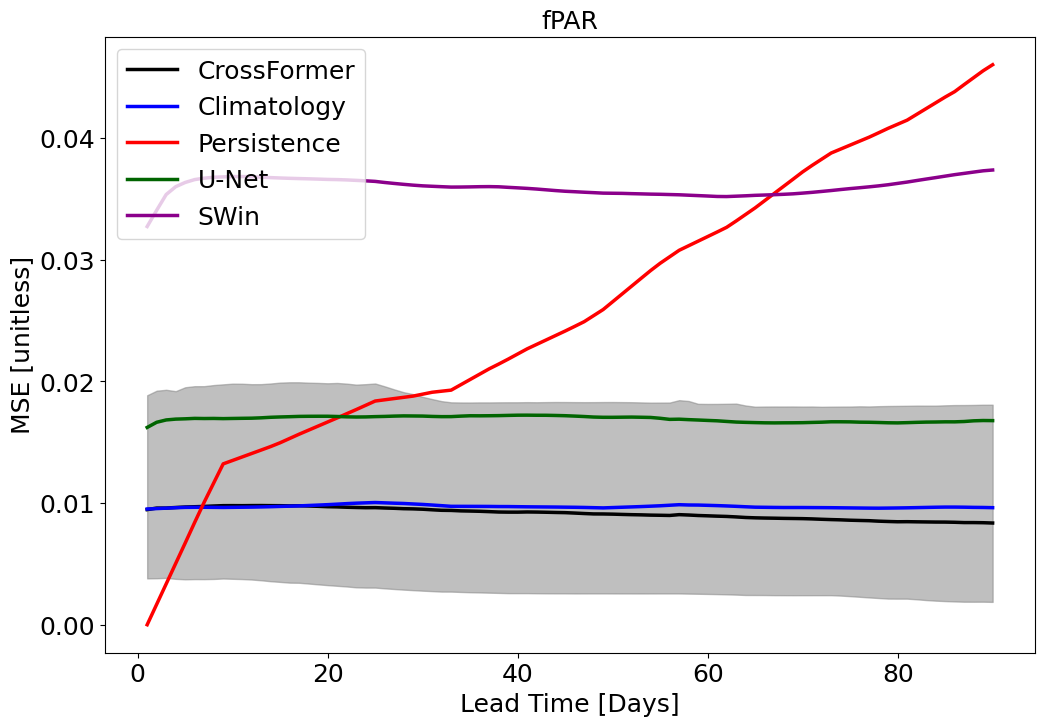 fPAR
CrossFormer
Climatology
Persistence
U-Net
SWin
MSE [unitless]
0.04
0.03
0.02
0.01
0.00
0 20 40 60 80
Lead Time [Days]